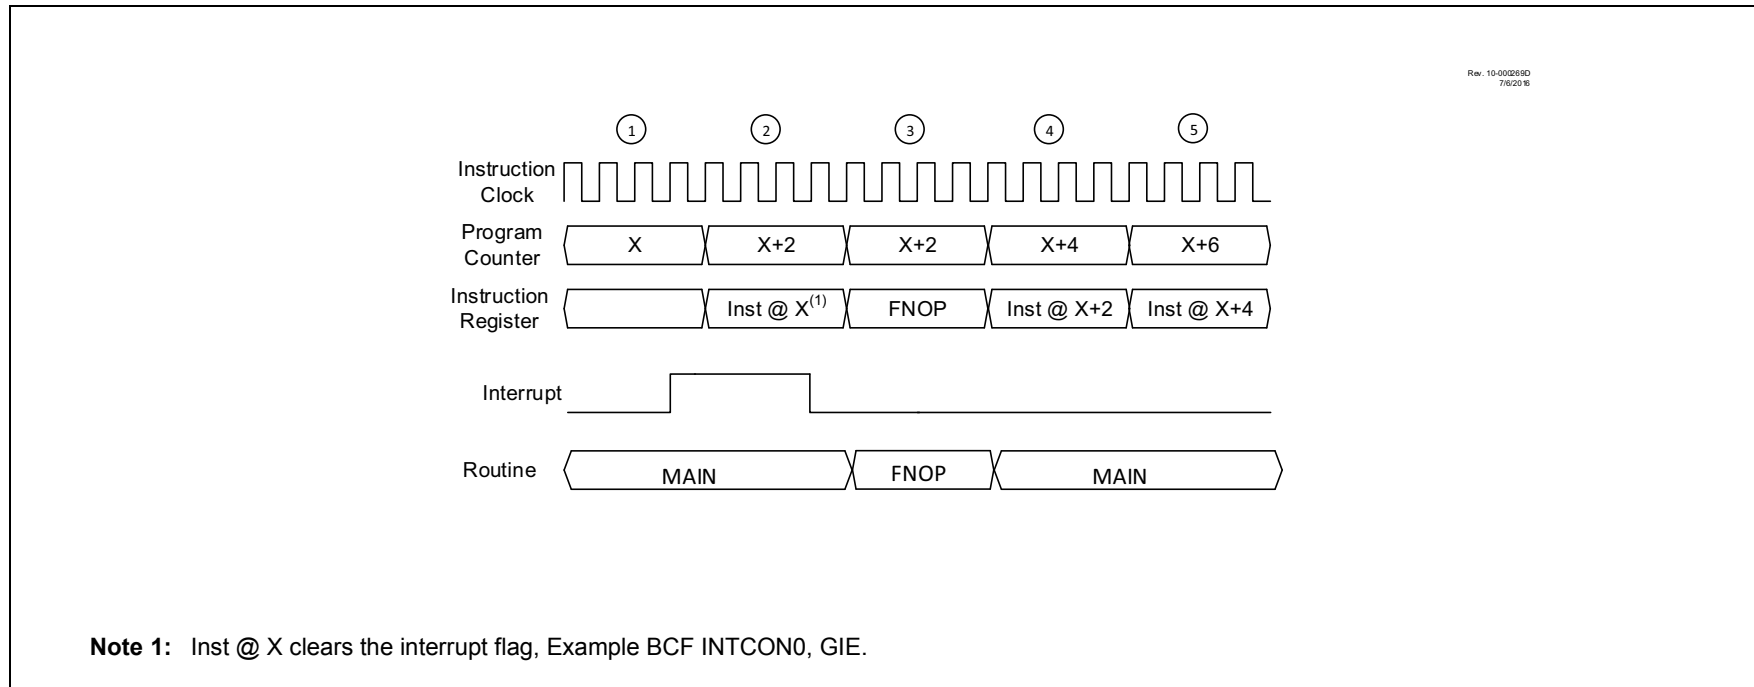 Rev. 10-000269D
7/6/2016
1 2 3 4 5
Instruction
Clock
Program
Counter
X X+2 X+2 X+4 X+6
Instruction
Register
Inst @ X(1) FNOP Inst @ X+2 Inst @ X+4
Interrupt
Routine MAIN FNOP MAIN
Note 1: Inst @ X clears the interrupt flag, Example BCF INTCON0, GIE.